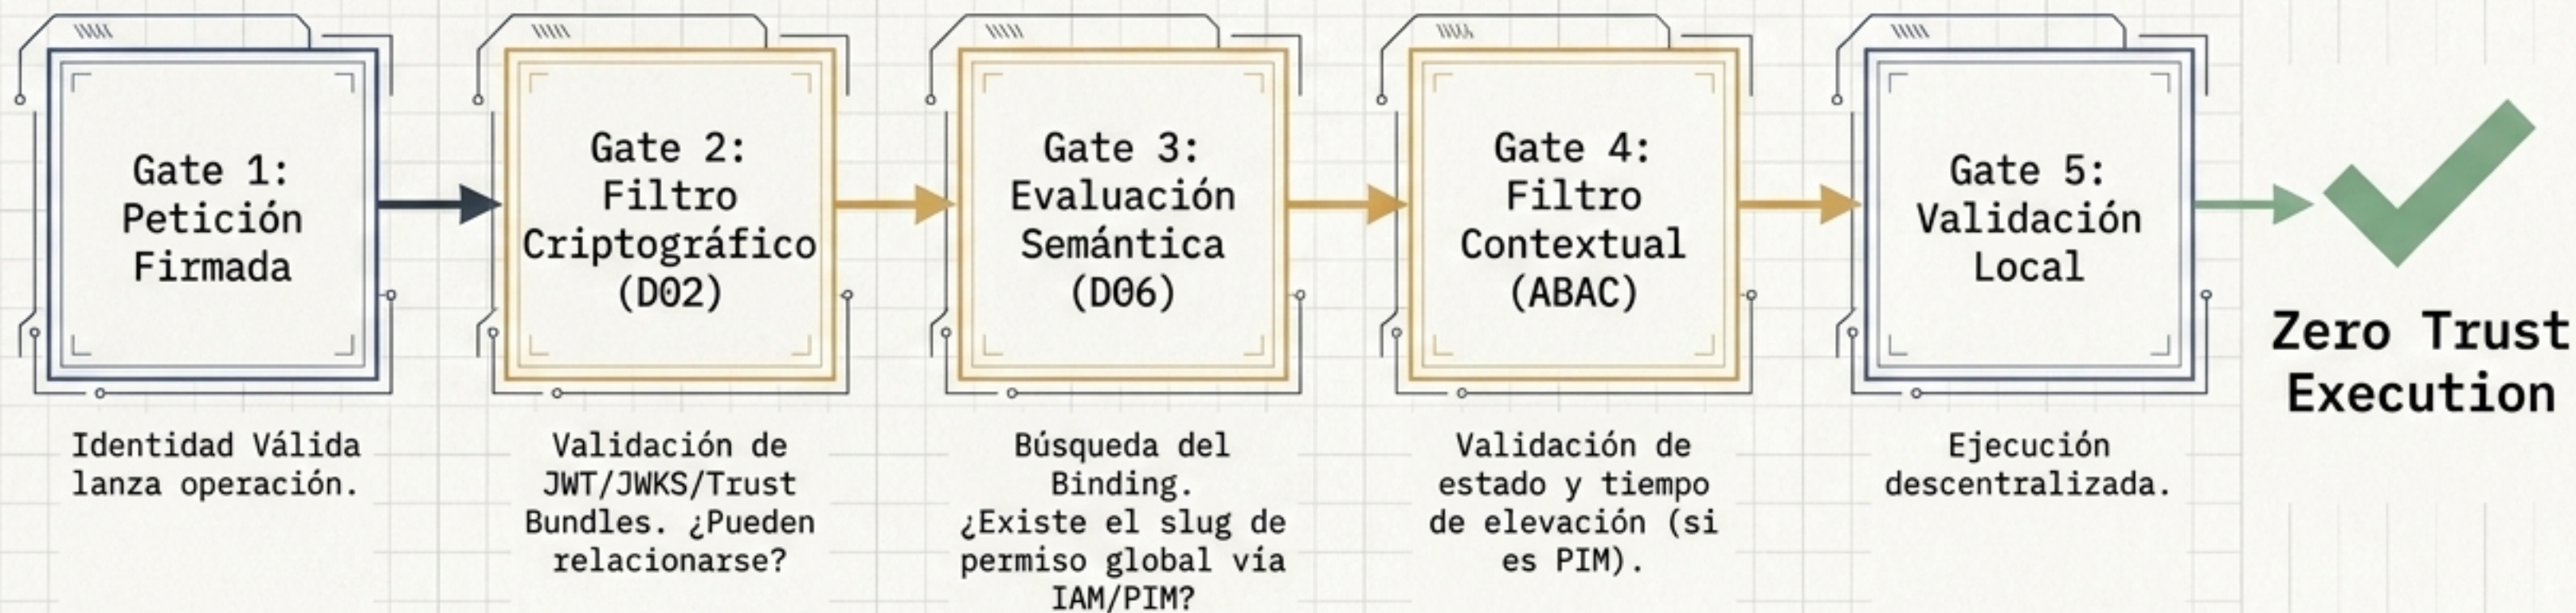 Gate 1:
Petición
Firmada
Identidad Válida
lanza operación.
Gate 2:
Filtro
Criptográfico
(D02)
Validación de
JWT/JWKS/Trust
Bundles. ¿Pueden
relacionarse?
Gate 3:
Evaluación
Semántica
(D06)
Búsqueda del
Binding.
¿Existe el slug de
permiso global vía
IAM/PIM?
Gate 4:
Filtro
Contextual
(ABAC)
Validación de
estado y tiempo
de elevación (si
es PIM).
Gate 5:
Validación
Local
Ejecución
descentralizada.
Zero Trust
Execution